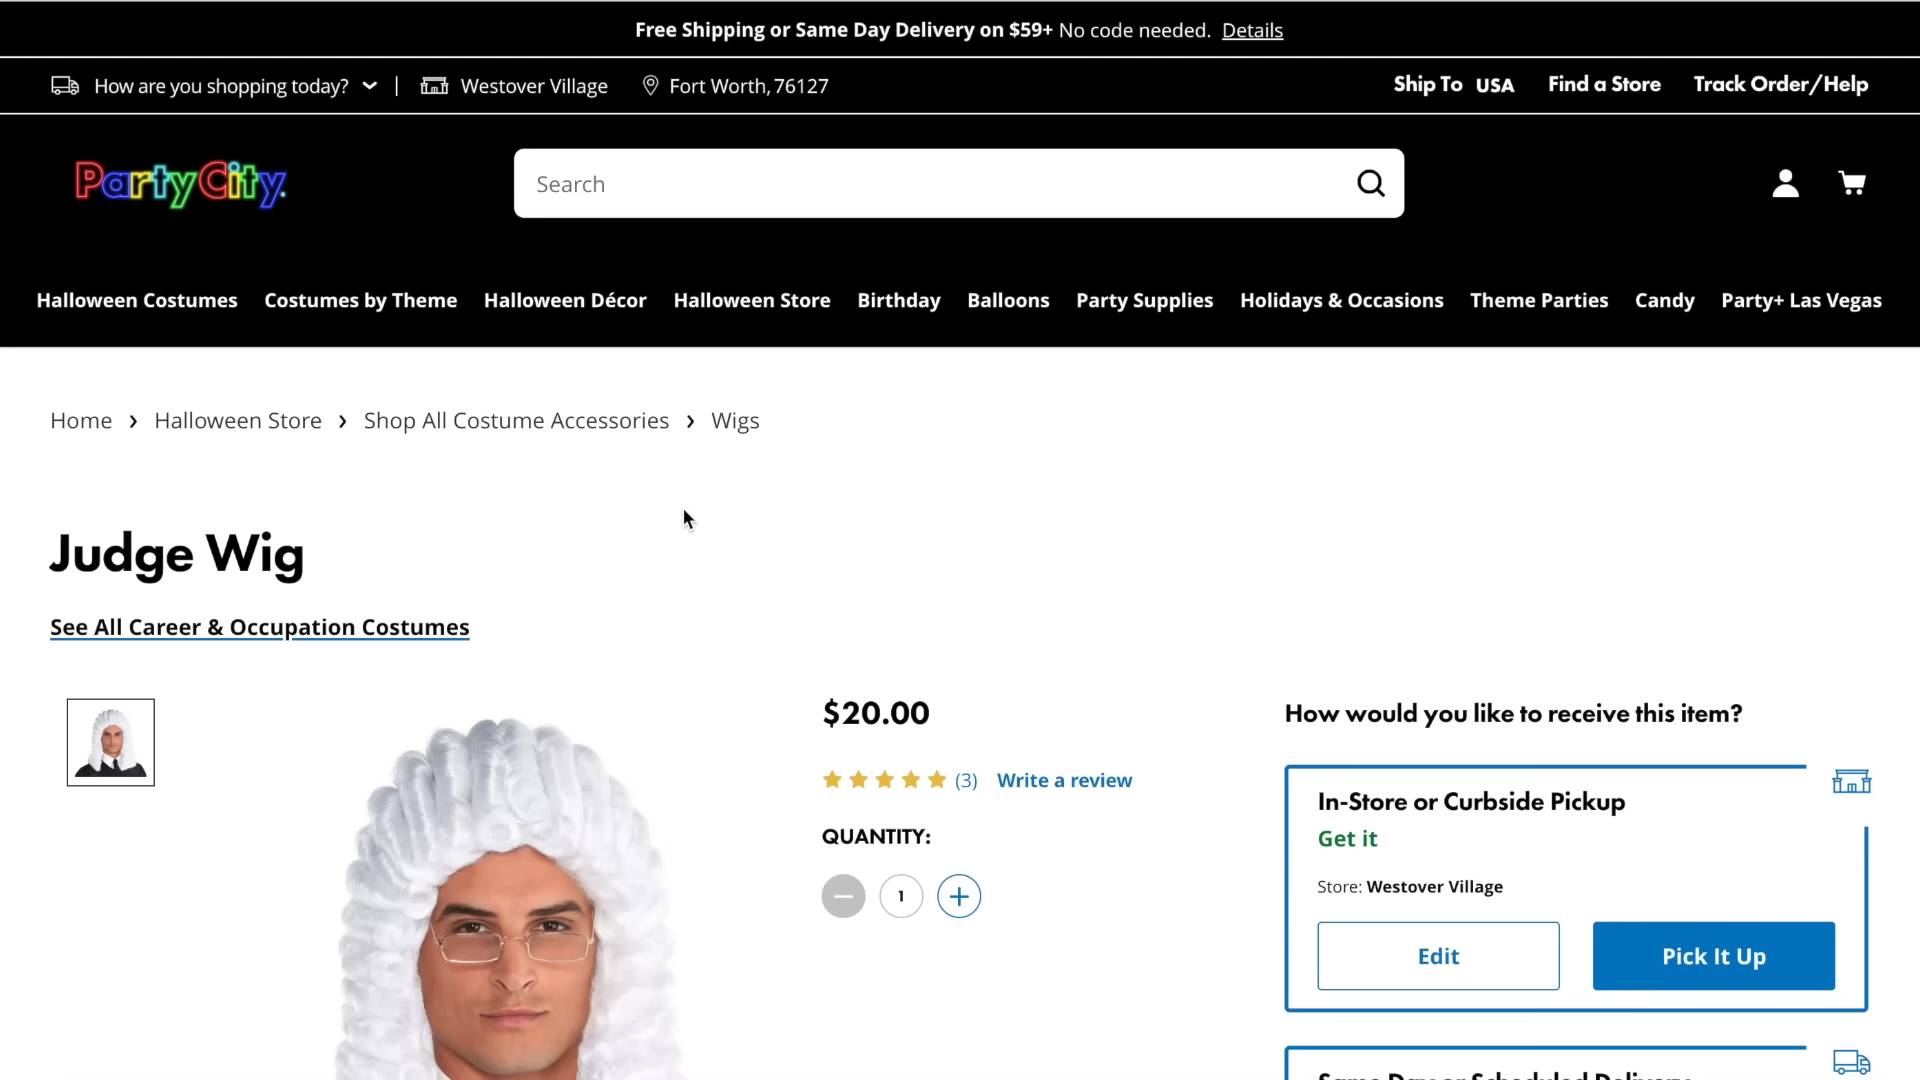 Free Shipping or Same Day Delivery on $59+ No code needed. Details
How are you shopping today? | Westover Village Fort Worth, 76127 Ship To USA Find a Store Track Order/Help
PartyCity. Search
Halloween Costumes Costumes by Theme Halloween Décor Halloween Store Birthday Balloons Party Supplies Holidays & Occasions Theme Parties Candy Party+ Las Vegas
Home › Halloween Store › Shop All Costume Accessories › Wigs
Judge Wig
See All Career & Occupation Costumes
$20.00
(3) Write a review
QUANTITY:
1
How would you like to receive this item?
In-Store or Curbside Pickup
Get it
Store: Westover Village
Edit Pick It Up
Same Day or Scheduled Delivery